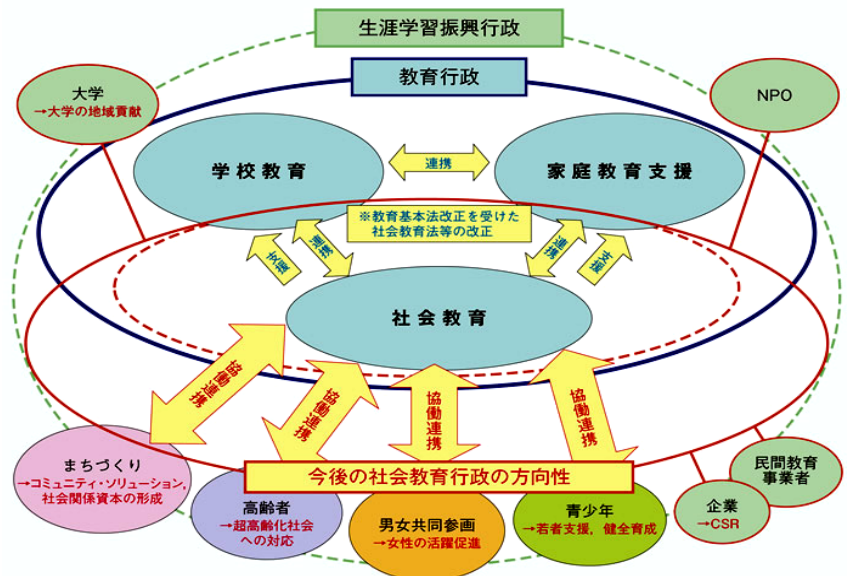 生涯学習振興行政
教育行政
大学
→大学の地域貢献
NPO
学校教育
連携
家庭教育支援
※教育基本法改正を受けた
社会教育法等の改正
支援
連携
連携
支援
社会教育
協働連携
協働連携
協働連携
協働連携
まちづくり
→コミュニティ・ソリューション,
社会関係資本の形成
今後の社会教育行政の方向性
高齢者
→超高齢化社会
への対応
男女共同参画
→女性の活躍促進
青少年
→若者支援，健全育成
企業
→CSR
民間教育
事業者